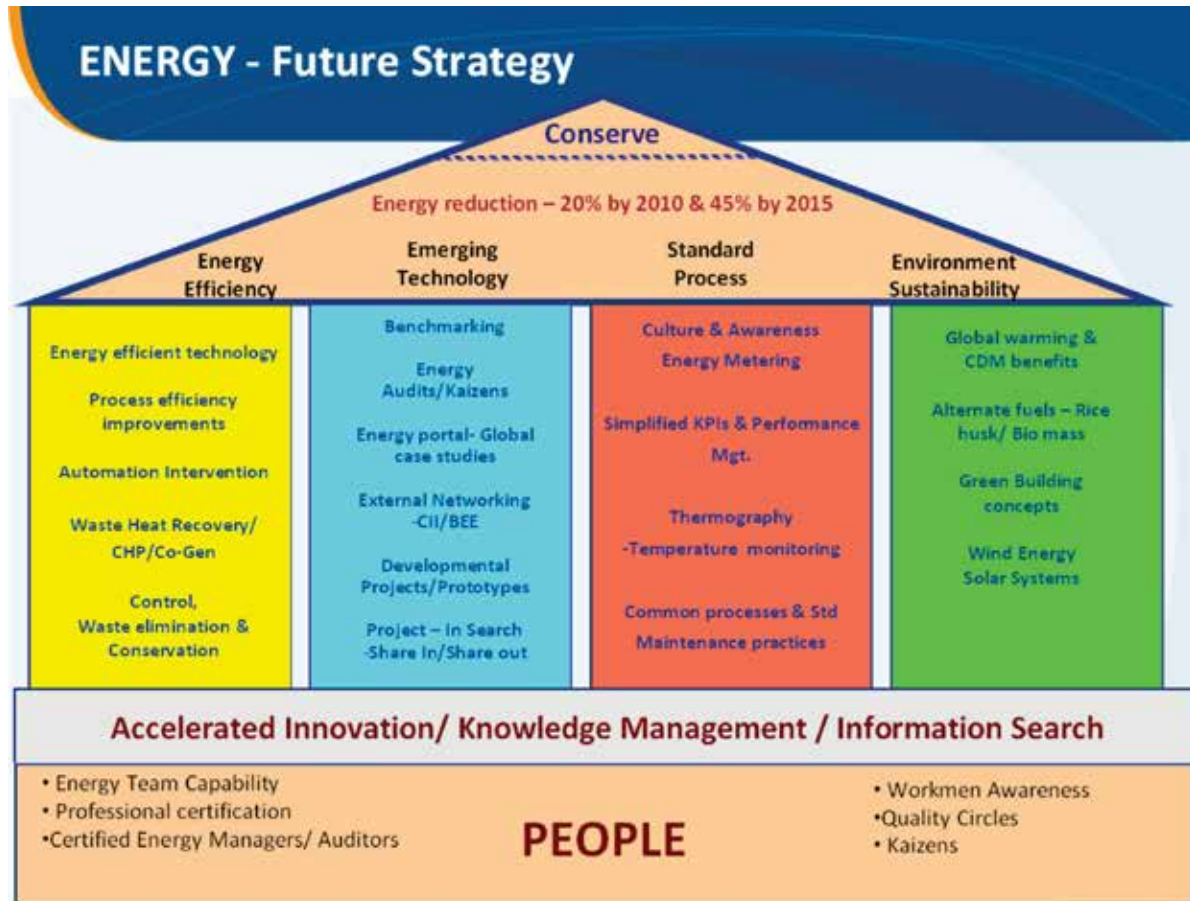 ENERGY - Future Strategy
Conserve
Energy reduction – 20% by 2010 & 45% by 2015
Energy
Efficiency
Emerging
Technology
Standard
Process
Environment
Sustainability
Energy efficient technology
Process efficiency
improvements
Automation Intervention
Waste Heat Recovery/
CHP/Co-Gen
Control,
Waste elimination &
Conservation
Benchmarking
Energy
Audits/Kaizens
Energy portal- Global
case studies
External Networking
-CII/BEE
Developmental
Projects/Prototypes
Project – In Search
-Share In/Share out
Culture & Awareness
Energy Metering
Simplified KPIs & Performance
Mgt.
Thermography
-Temperature monitoring
Common processes & Std
Maintenance practices
Global warming &
CDM benefits
Alternate fuels – Rice
husk/ Bio mass
Green Building
concepts
Wind Energy
Solar Systems
Accelerated Innovation/ Knowledge Management / Information Search
• Energy Team Capability
• Professional certification
•Certified Energy Managers/ Auditors
PEOPLE
• Workmen Awareness
•Quality Circles
• Kaizens